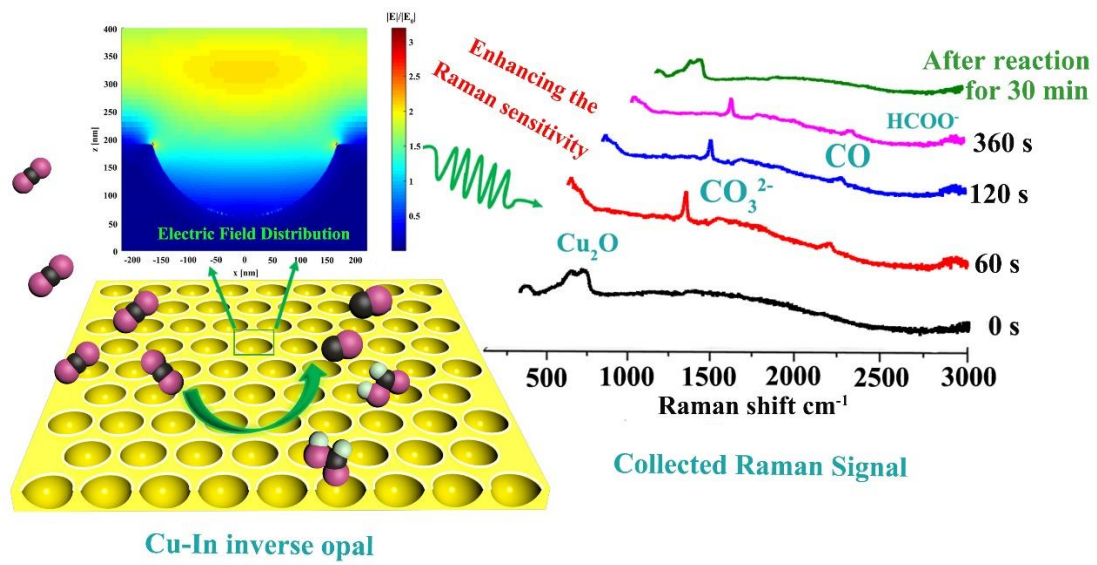 |E|/|E₀|
400
350
300
250
200
150
100
50
0
z [nm]
-200 -150 -100 -50 0 50 100 150 200
x [nm]
Electric Field Distribution
3
2.5
2
1.5
1
0.5
Enhancing the
Raman sensitivity
After reaction
for 30 min
HCOO⁻
360 s
CO
120 s
CO₃²⁻
60 s
Cu₂O
0 s
500 1000 1500 2000 2500 3000
Raman shift cm⁻¹
Collected Raman Signal
Cu-In inverse opal